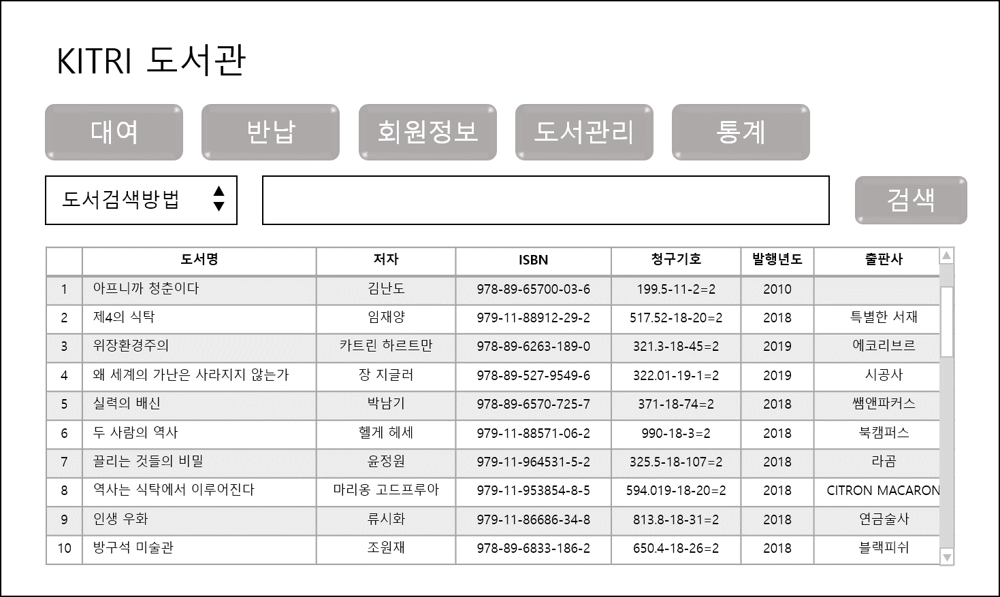 KITRI 도서관
대여 반납 회원정보 도서관리 통계
도서검색방법 검색
도서명 저자 ISBN 청구기호 발행년도 출판사
1 아프니까 청춘이다 김난도 978-89-65700-03-6 199.5-11-2=2 2010
2 제4의 식탁 임재양 979-11-88912-29-2 517.52-18-20=2 2018 특별한 서재
3 위장환경주의 카트린 하르트만 978-89-6263-189-0 321.3-18-45=2 2019 에코리브르
4 왜 세계의 가난은 사라지지 않는가 장 지글러 978-89-527-9549-6 322.01-19-1=2 2019 시공사
5 실력의 배신 박남기 978-89-6570-725-7 371-18-74=2 2018 쌤앤파커스
6 두 사람의 역사 헬게 헤세 979-11-88571-06-2 990-18-3=2 2018 북캠퍼스
7 끌리는 것들의 비밀 윤정원 979-11-964531-5-2 325.5-18-107=2 2018 라곰
8 역사는 식탁에서 이루어진다 마리옹 고드프루아 979-11-953854-8-5 594.019-18-20=2 2018 CITRON MACARON
9 인생 우화 류시화 979-11-86686-34-8 813.8-18-31=2 2018 연금술사
10 방구석 미술관 조원재 978-89-6833-186-2 650.4-18-26=2 2018 블랙피쉬